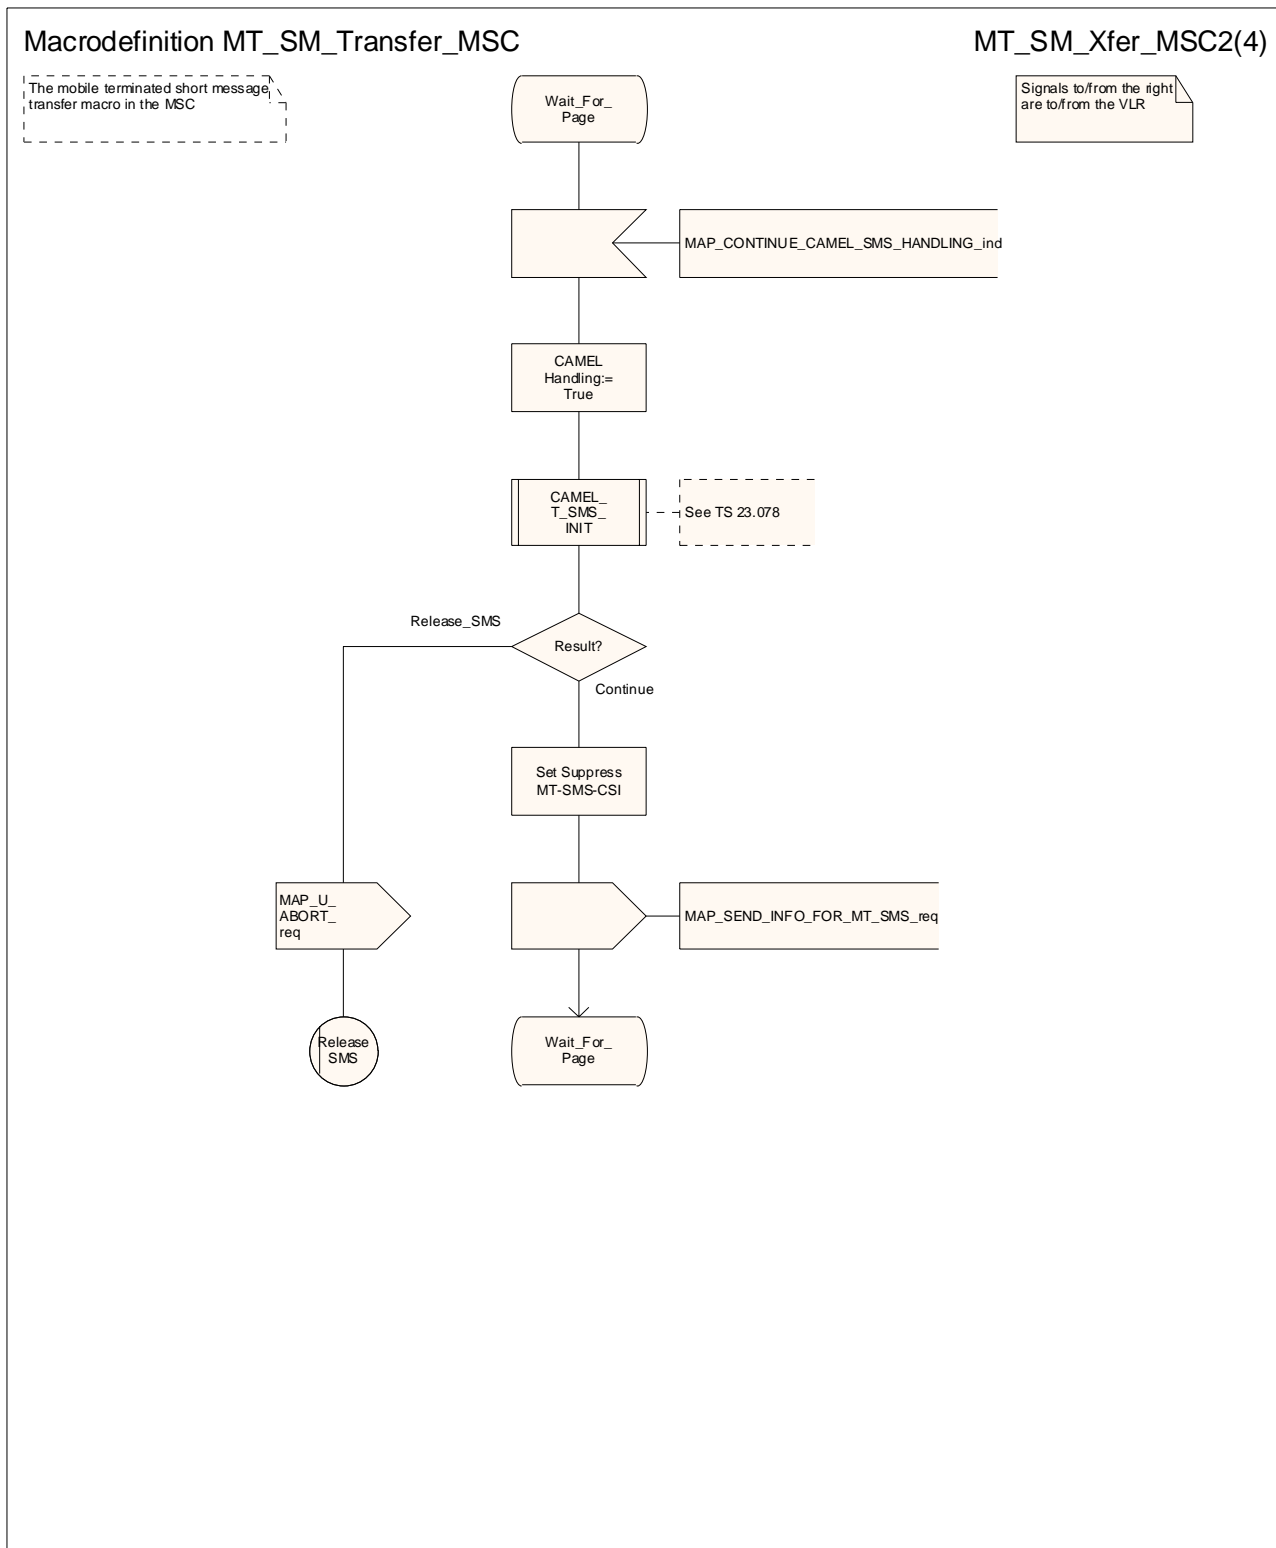 Macrodefinition MT_SM_Transfer_MSC
MT_SM_Xfer_MSC2(4)
The mobile terminated short message
transfer macro in the MSC
Signals to/from the right
are to/from the VLR
Wait_For_
Page
MAP_CONTINUE_CAMEL_SMS_HANDLING_ind
CAMEL
Handling:=
True
CAMEL_
T_SMS_
INIT
See TS 23.078
Release_SMS
Result?
Continue
Set Suppress
MT-SMS-CSI
MAP_U_
ABORT_
req
MAP_SEND_INFO_FOR_MT_SMS_req
Release
SMS
Wait_For_
Page